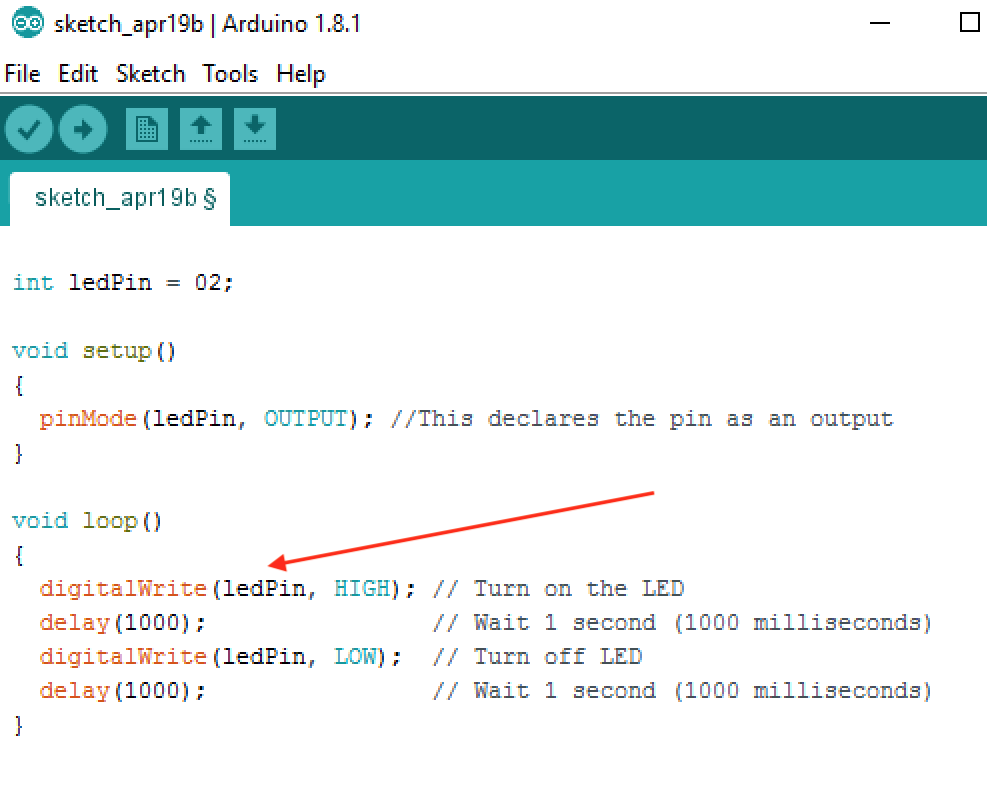 sketch_apr19b | Arduino 1.8.1
File Edit Sketch Tools Help
sketch_apr19b §
int ledPin = 02;
void setup()
{
  pinMode(ledPin, OUTPUT); //This declares the pin as an output
}
void loop()
{
  digitalWrite(ledPin, HIGH); // Turn on the LED
  delay(1000);                // Wait 1 second (1000 milliseconds)
  digitalWrite(ledPin, LOW);  // Turn off LED
  delay(1000);                // Wait 1 second (1000 milliseconds)
}